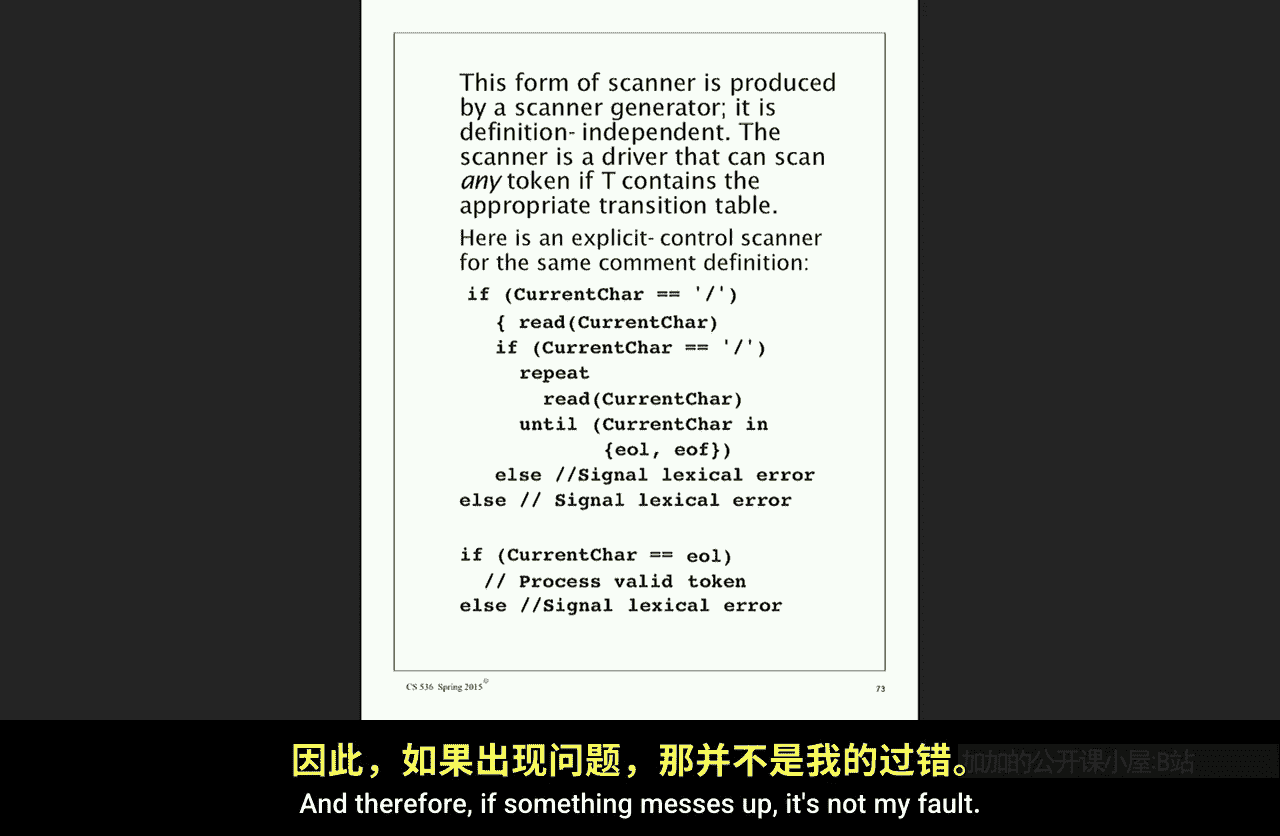 This form of scanner is produced
by a scanner generator; it is
definition- independent. The
scanner is a driver that can scan
any token if T contains the
appropriate transition table.
Here is an explicit- control scanner
for the same comment definition:
if (CurrentChar == '/')
{ read(CurrentChar)
if (CurrentChar == '/')
repeat
read(CurrentChar)
until (CurrentChar in
{eol, eof})
else //Signal lexical error
else // Signal lexical error
if (CurrentChar == eol)
// Process valid token
else //Signal lexical error
CS 536 Spring 2015©
73
因此，如果出现问题，那并不是我的过错。
加加的公开课小屋:B站
And therefore, if something messes up, it's not my fault.